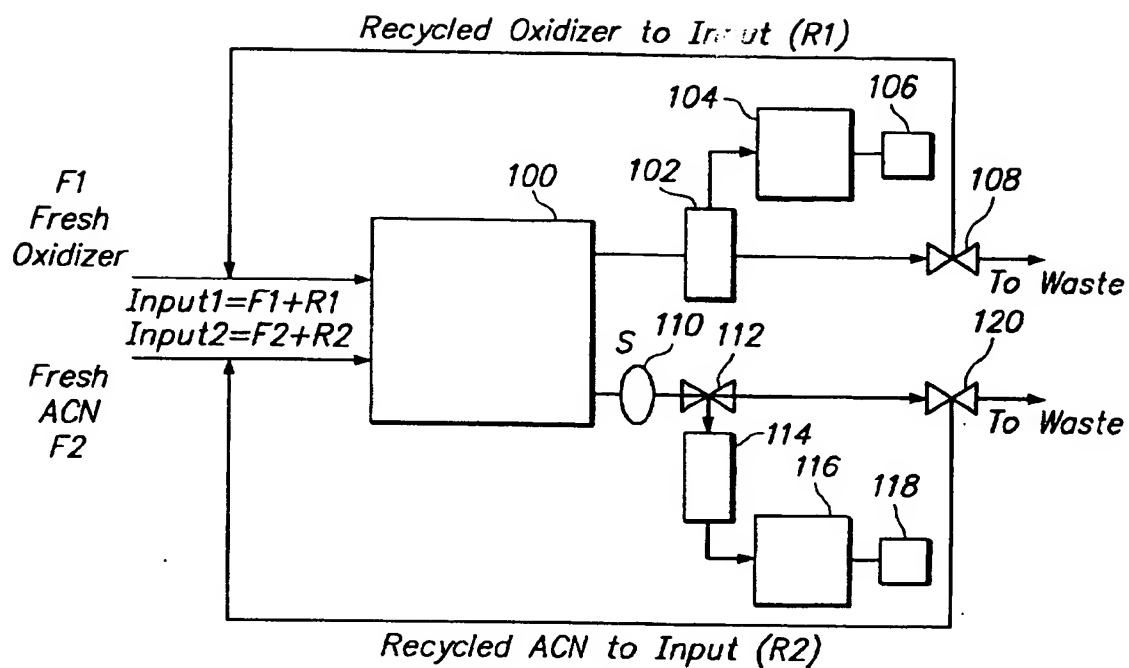 Recycled Oxidizer to Input (R1)
104
106
F1
Fresh
Oxidizer
100
102
108
To Waste
Input1=F1+R1
Input2=F2+R2
Fresh
ACN
F2
S
110
112
120
To Waste
114
116
118
Recycled ACN to Input (R2)